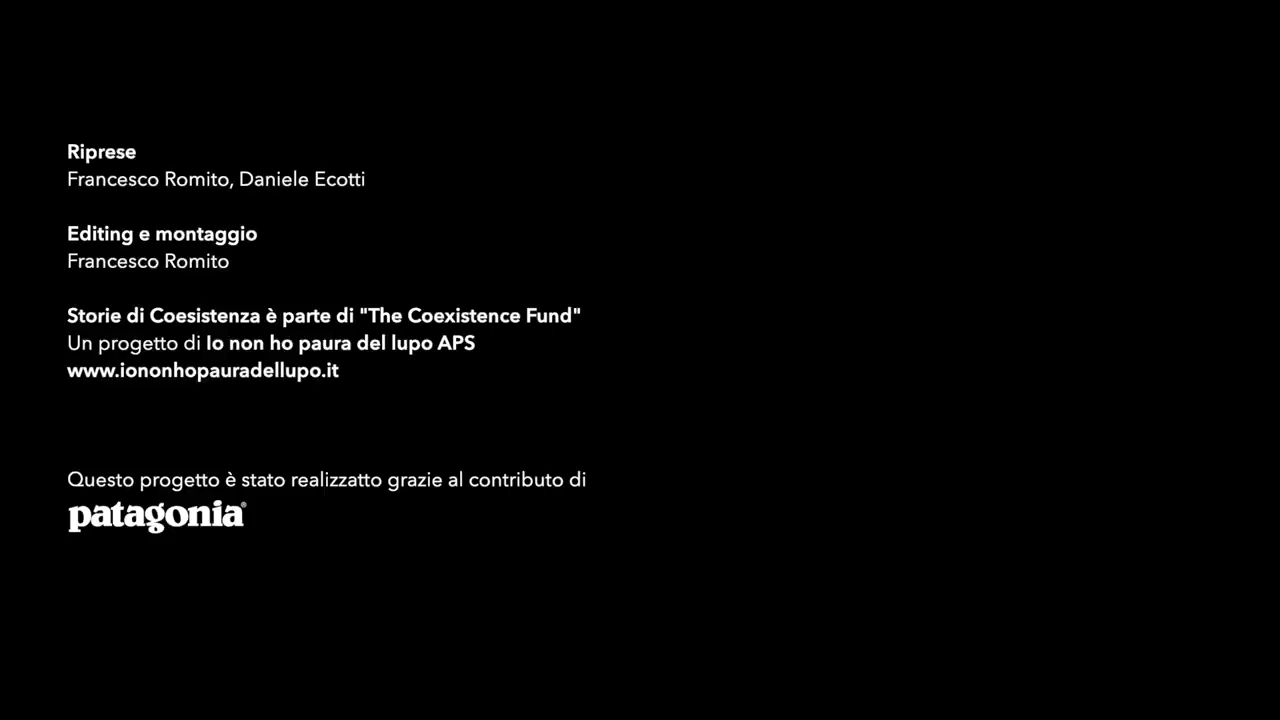 Riprese
Francesco Romito, Daniele Ecotti
Editing e montaggio
Francesco Romito
Storie di Coesistenza è parte di "The Coexistence Fund"
Un progetto di Io non ho paura del lupo APS
www.iononhopauradellupo.it
Questo progetto è stato realizzatto grazie al contributo di
patagonia®